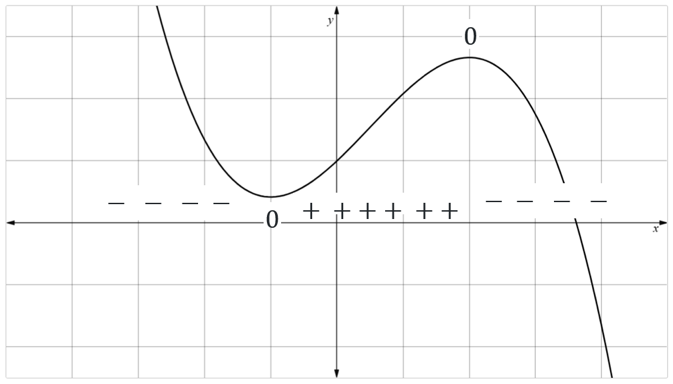 y
0
− − − − 0 + + + + + + − − − −
x